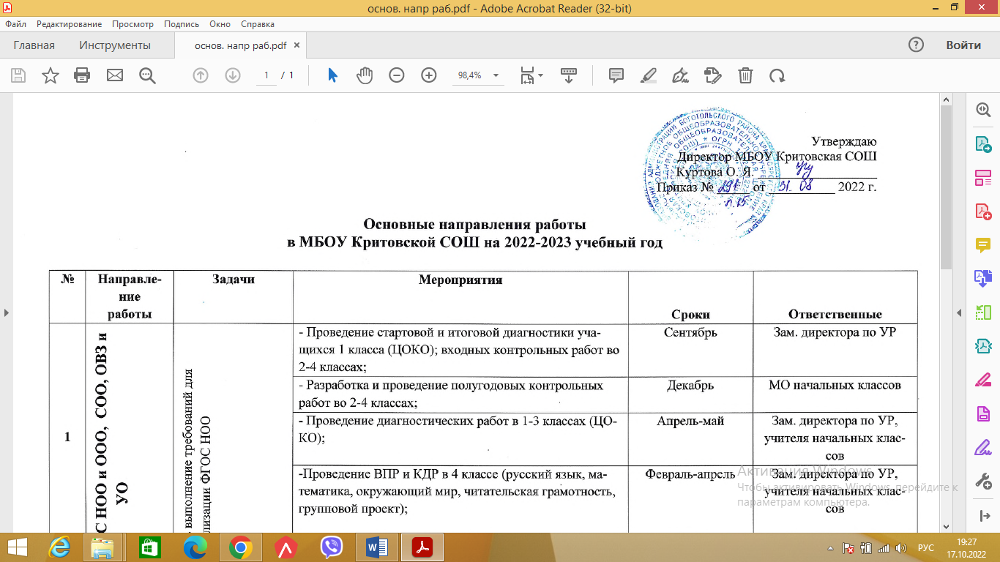 основ. напр раб.pdf - Adobe Acrobat Reader (32-bit)
Файл Редактирование Просмотр Подпись Окно Справка
Главная Инструменты основ. напр раб.pdf × Войти
1 / 1 98,4%
Утверждаю
Директор МБОУ Критовская СОШ
Куртова О. Я.
Приказ № 291 от 31. 08 2022 г.
п.15
Основные направления работы
в МБОУ Критовской СОШ на 2022-2023 учебный год
№ Направле-
ние
работы
Задачи
Мероприятия
Сроки
Ответственные
1
С НОО и ООО, СОО, ОВЗ и
УО
выполнение требований для
лизации ФГОС НОО
- Проведение стартовой и итоговой диагностики уча-
щихся 1 класса (ЦОКО); входных контрольных работ во
2-4 классах;
Сентябрь
Зам. директора по УР
- Разработка и проведение полугодовых контрольных
работ во 2-4 классах;
Декабрь
МО начальных классов
- Проведение диагностических работ в 1-3 классах (ЦО-
КО);
Апрель-май
Зам. директора по УР,
учителя начальных клас-
сов
-Проведение ВПР и КДР в 4 классе (русский язык, ма-
тематика, окружающий мир, читательская грамотность,
групповой проект);
Февраль-апрель
Зам. директора по УР,
учителя начальных клас-
сов
Активация Windows
Чтобы активировать Windows, перейдите к
параметрам компьютера.
РУС
19:27
17.10.2022